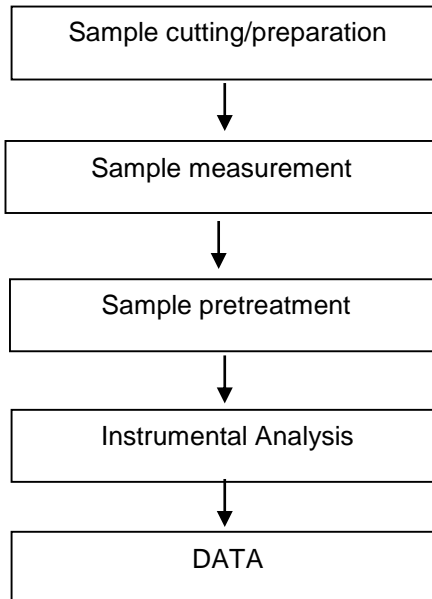 Sample cutting/preparation
Sample measurement
Sample pretreatment
Instrumental Analysis
DATA